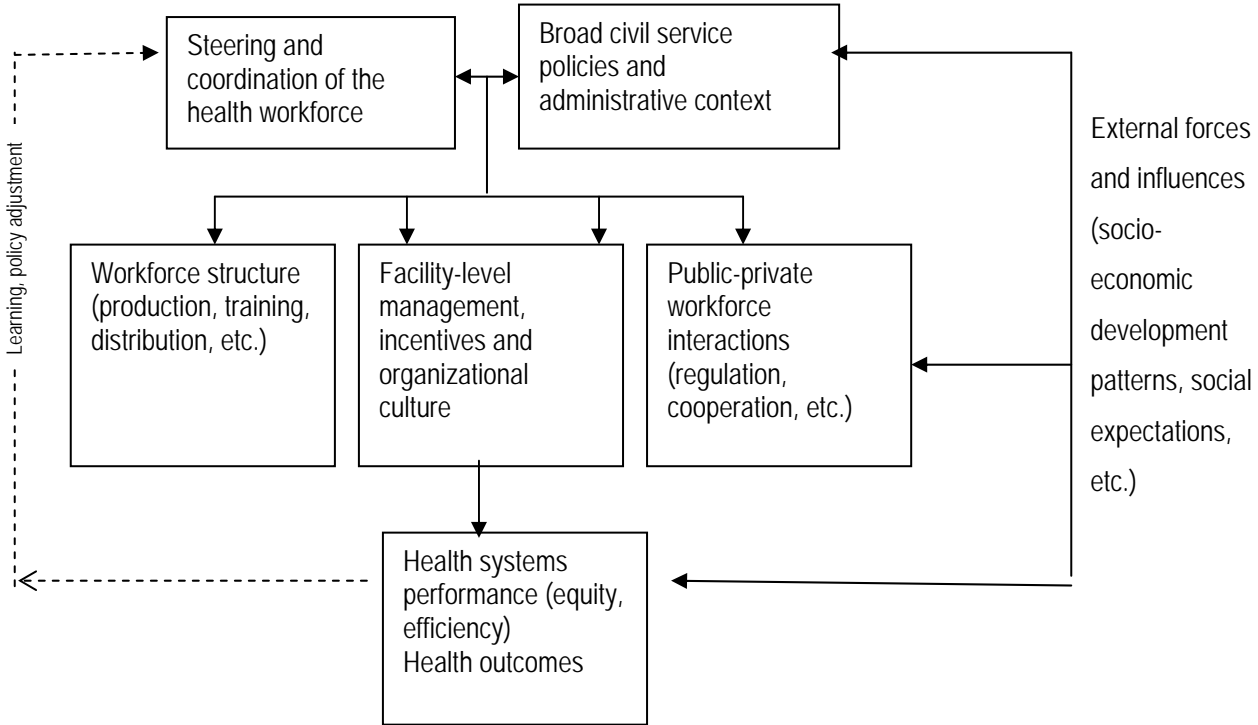 Steering and
coordination of the
health workforce
Broad civil service
policies and
administrative context
External forces
and influences
(socio-
economic
development
patterns, social
expectations,
etc.)
Learning, policy adjustment
Workforce structure
(production, training,
distribution, etc.)
Facility-level
management,
incentives and
organizational
culture
Public-private
workforce
interactions
(regulation,
cooperation, etc.)
Health systems
performance (equity,
efficiency)
Health outcomes